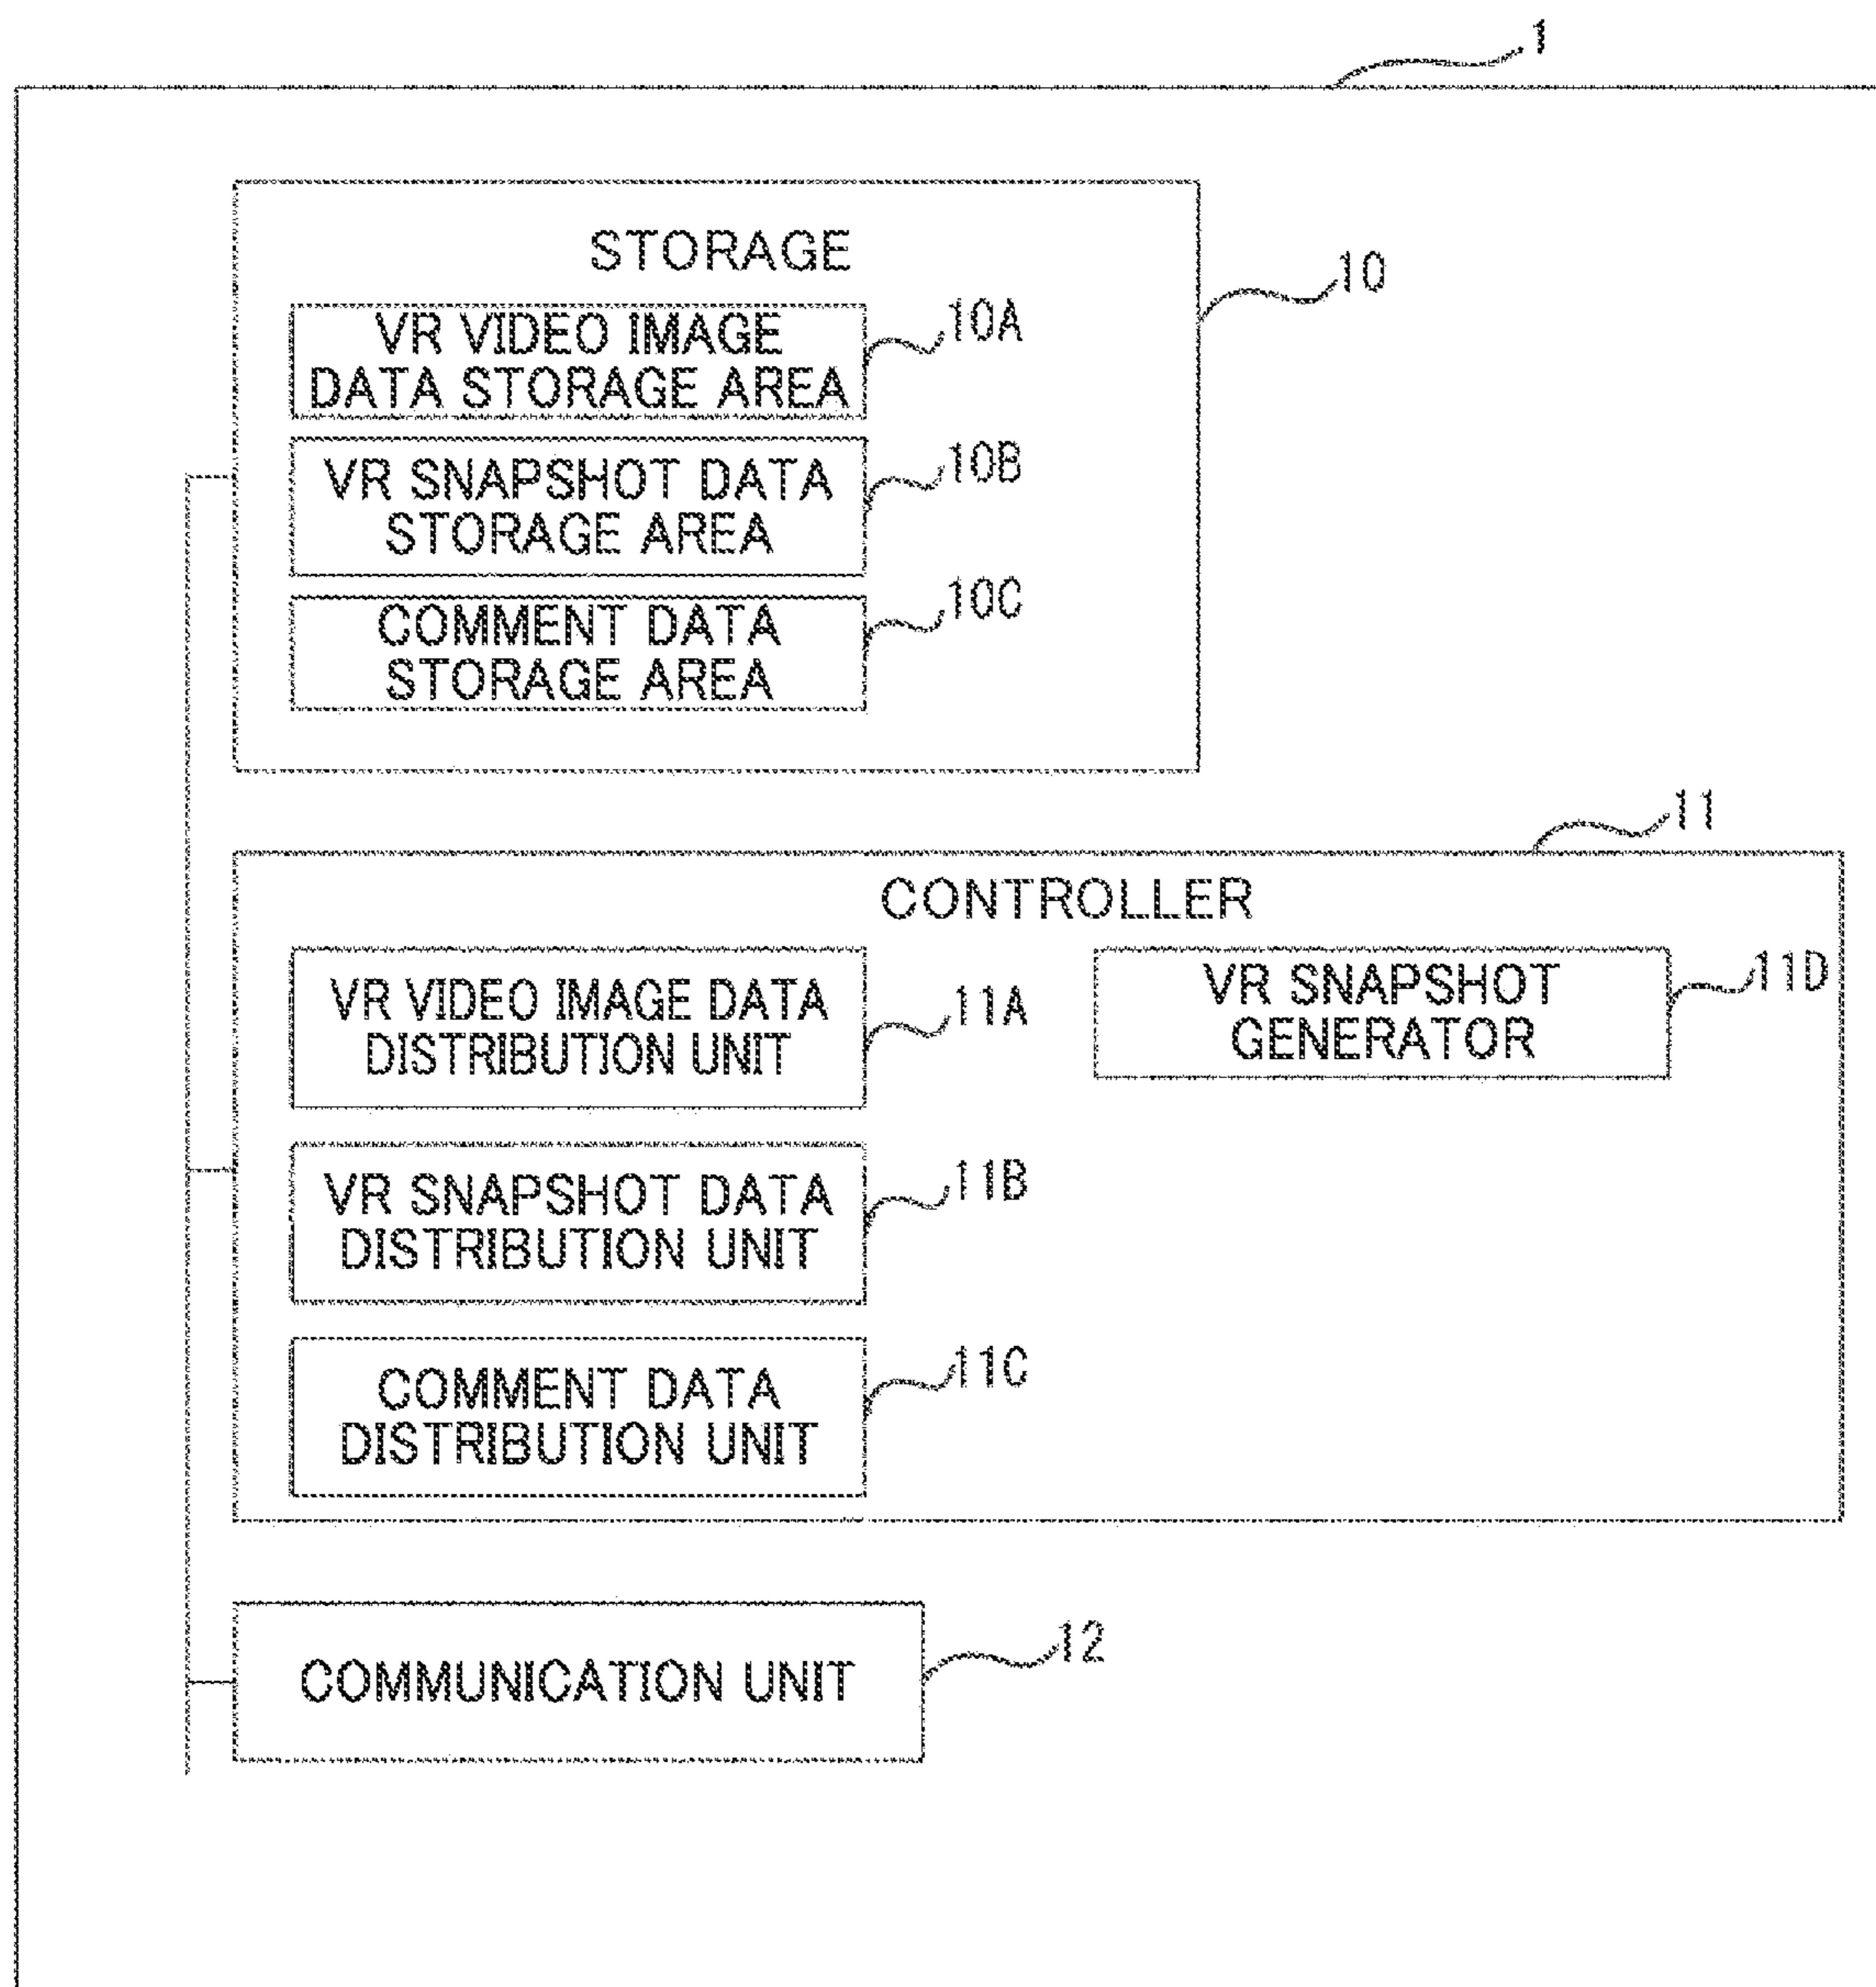 1
STORAGE
10
VR VIDEO IMAGE
DATA STORAGE AREA
10A
VR SNAPSHOT DATA
STORAGE AREA
10B
COMMENT DATA
STORAGE AREA
10C
11
CONTROLLER
VR VIDEO IMAGE DATA
DISTRIBUTION UNIT
11A
VR SNAPSHOT
GENERATOR
11D
VR SNAPSHOT DATA
DISTRIBUTION UNIT
11B
COMMENT DATA
DISTRIBUTION UNIT
11C
COMMUNICATION UNIT
12